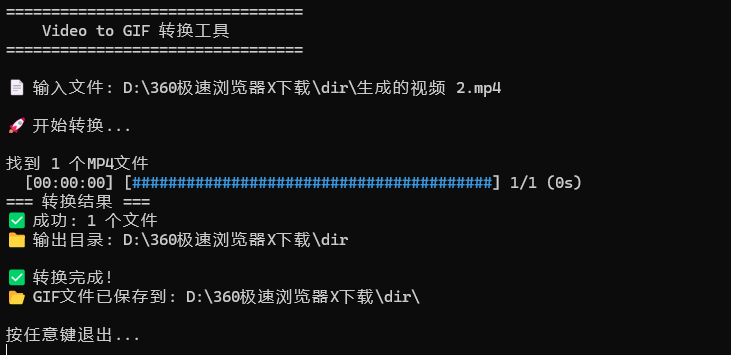 =================================
Video to GIF 转换工具
=================================
📄 输入文件: D:\360极速浏览器X下载\dir\生成的视频 2.mp4
🚀 开始转换...
找到 1 个MP4文件
[00:00:00] [########################################] 1/1 (0s)
=== 转换结果 ===
✅ 成功: 1 个文件
📁 输出目录: D:\360极速浏览器X下载\dir
✅ 转换完成!
📂 GIF文件已保存到: D:\360极速浏览器X下载\dir\
按任意键退出...